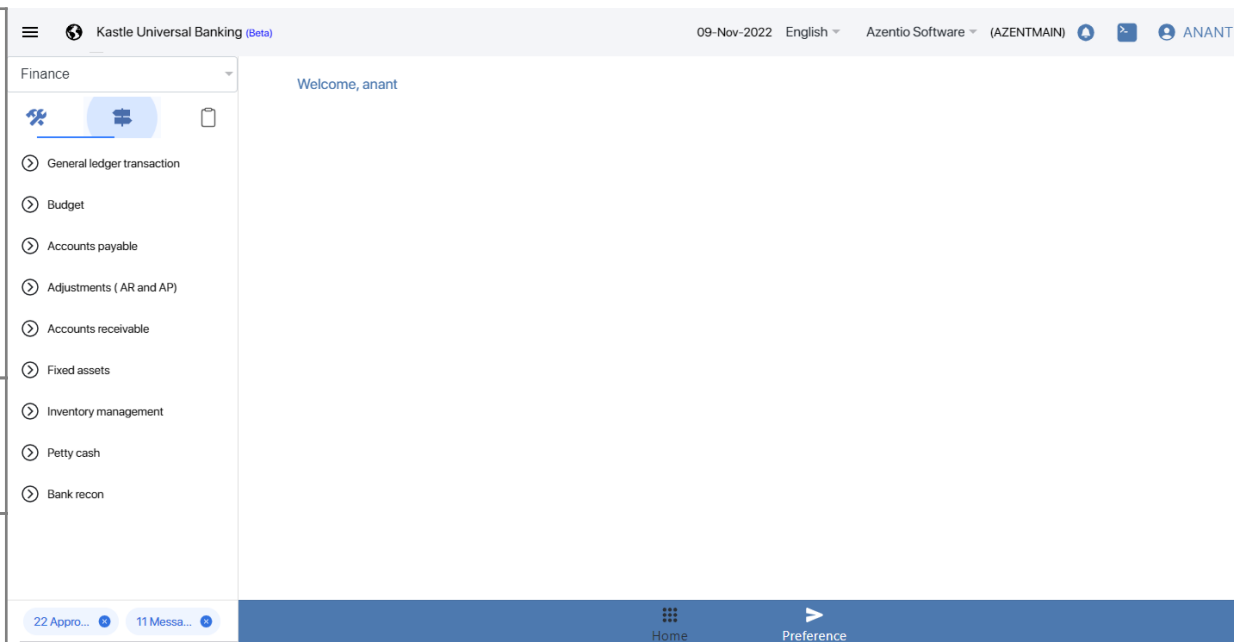 Kastle Universal Banking (Beta) 09-Nov-2022 English Azentio Software (AZENTMAIN) ANANT
Finance
Welcome, anant
General ledger transaction
Budget
Accounts payable
Adjustments ( AR and AP)
Accounts receivable
Fixed assets
Inventory management
Petty cash
Bank recon
22 Appro... 11 Messa...
Home Preference